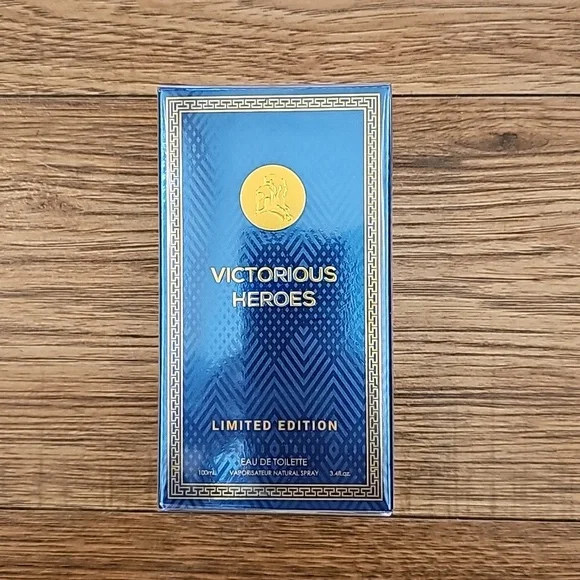 VICTORIOUS
HEROES
LIMITED EDITION
EAU DE TOILETTE
100mL VAPORISATEUR NATURAL SPRAY 3.4fl.oz.